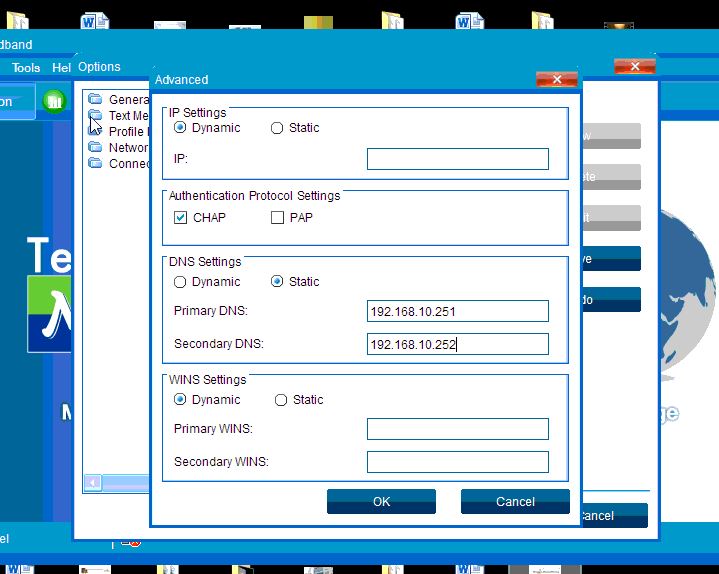 dband
Tools Hel
Options
Advanced
on
Genera
Text Me
Profile
Networ
Connec
IP Settings
Dynamic Static
IP:
Authentication Protocol Settings
CHAP PAP
DNS Settings
Dynamic Static
Primary DNS: 192.168.10.251
Secondary DNS: 192.168.10.252
WINS Settings
Dynamic Static
Primary WINS:
Secondary WINS:
OK Cancel
w
ete
it
ve
do
Te
M
ge
Cancel
el